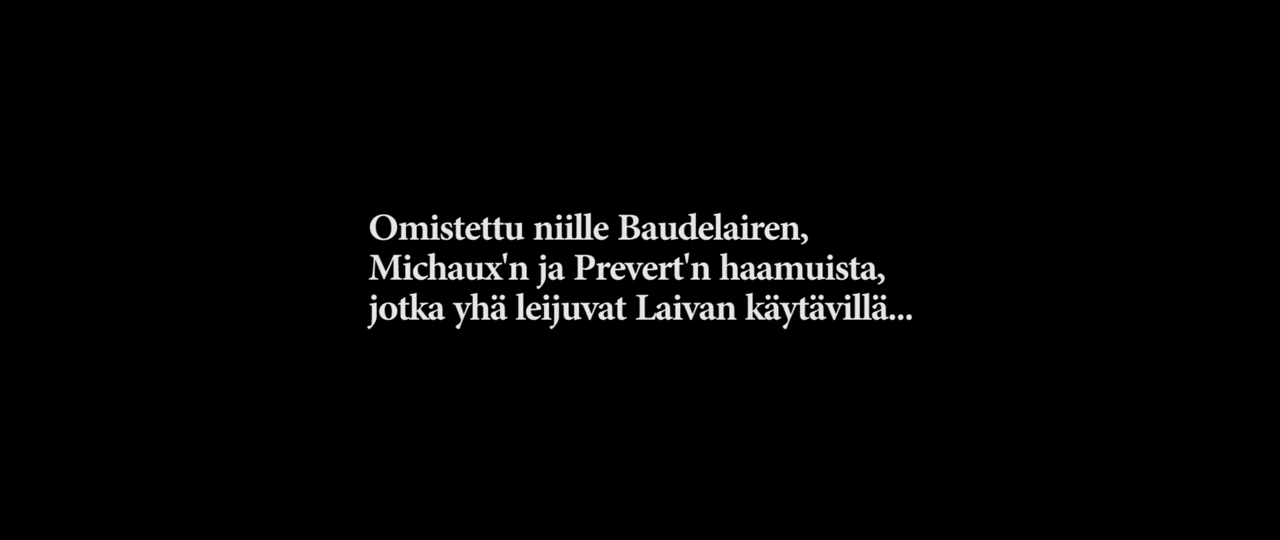 Omistettu niille Baudelairen,
Michaux'n ja Prevert'n haamuista,
jotka yhä leijuvat Laivan käytävillä...